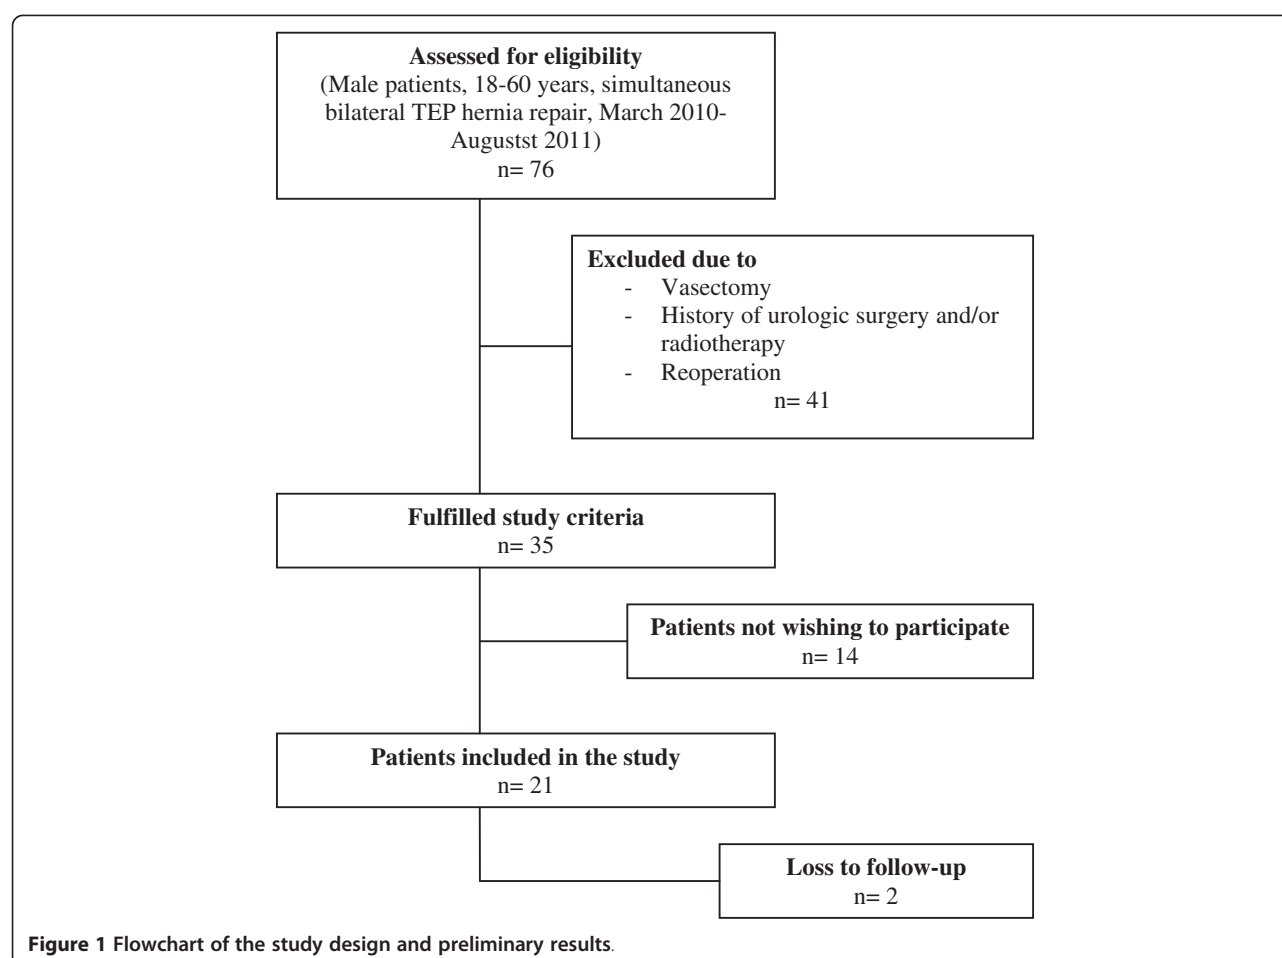 Assessed for eligibility
(Male patients, 18-60 years, simultaneous
bilateral TEP hernia repair, March 2010-
Augustst 2011)
n= 76
Excluded due to
- Vasectomy
- History of urologic surgery and/or
radiotherapy
- Reoperation
n= 41
Fulfilled study criteria
n= 35
Patients not wishing to participate
n= 14
Patients included in the study
n= 21
Loss to follow-up
n= 2
Figure 1 Flowchart of the study design and preliminary results.